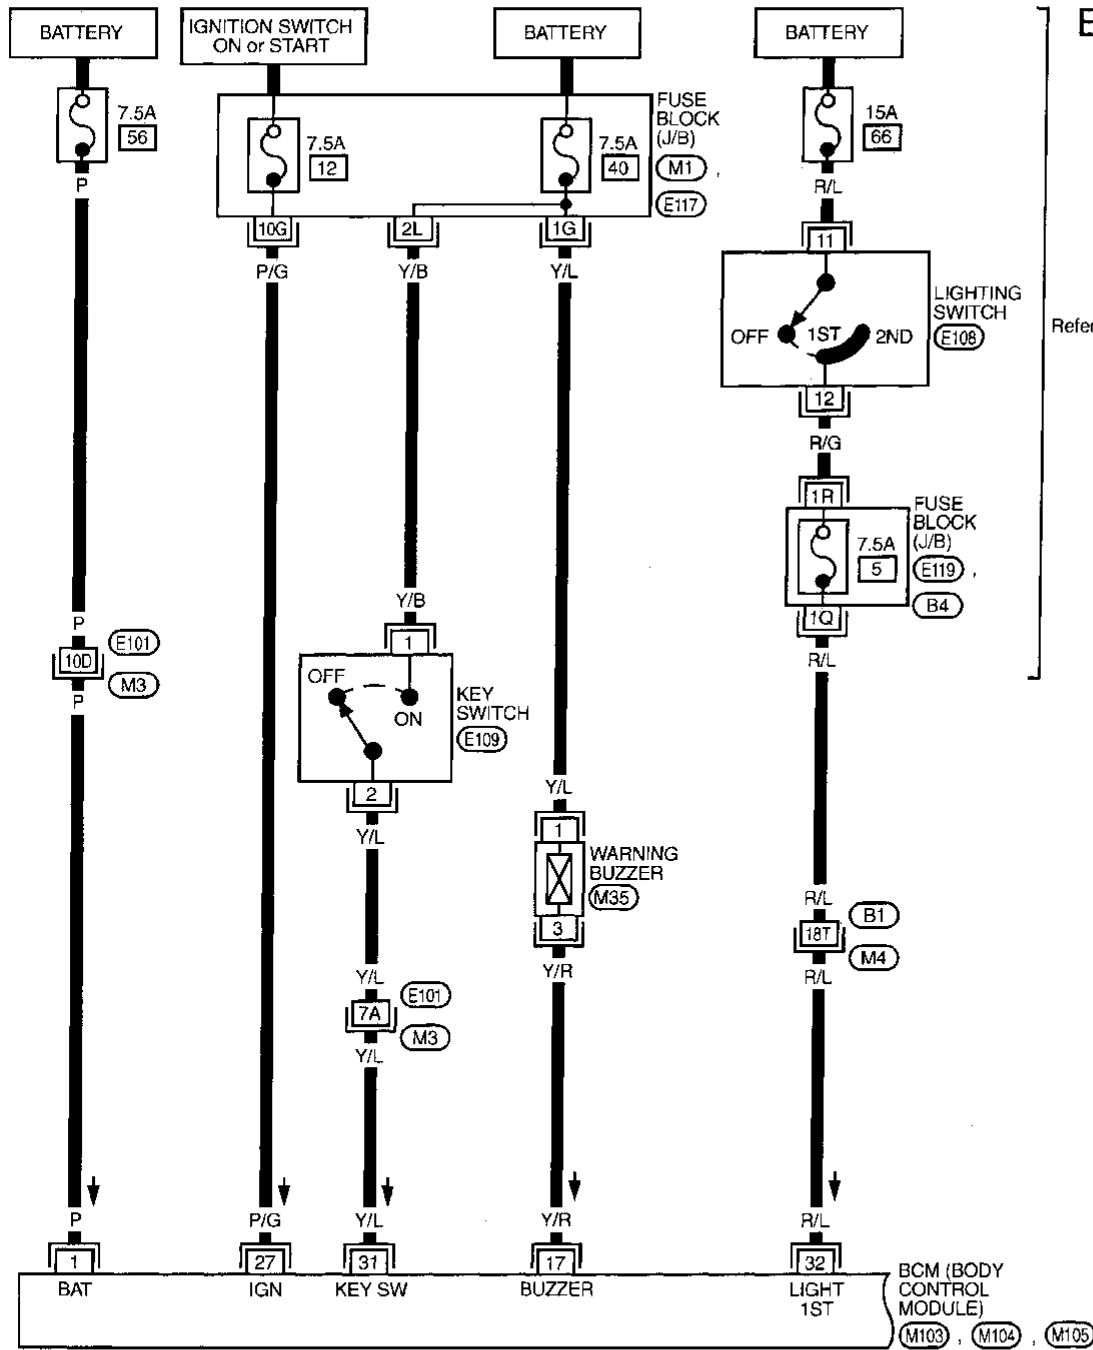 BATTERY
IGNITION SWITCH
ON or START
BATTERY
BATTERY
E
7.5A
56
7.5A
12
7.5A
40
FUSE
BLOCK
(J/B)
M1 ,
E117
15A
66
P
R/L
10G
2L
1G
11
P/G
Y/B
Y/L
OFF
1ST
2ND
LIGHTING
SWITCH
E108
Refer
12
R/G
1R
7.5A
5
FUSE
BLOCK
(J/B)
E119 ,
B4
1Q
R/L
Y/B
1
P
10D
E101
M3
P
OFF
ON
KEY
SWITCH
E109
2
Y/L
Y/L
1
WARNING
BUZZER
M35
3
Y/R
R/L
18T
B1
M4
R/L
Y/L
7A
E101
M3
Y/L
P
P/G
Y/L
Y/R
R/L
1
27
31
17
32
BAT
IGN
KEY SW
BUZZER
LIGHT
1ST
BCM (BODY
CONTROL
MODULE)
M103 , M104 , M105